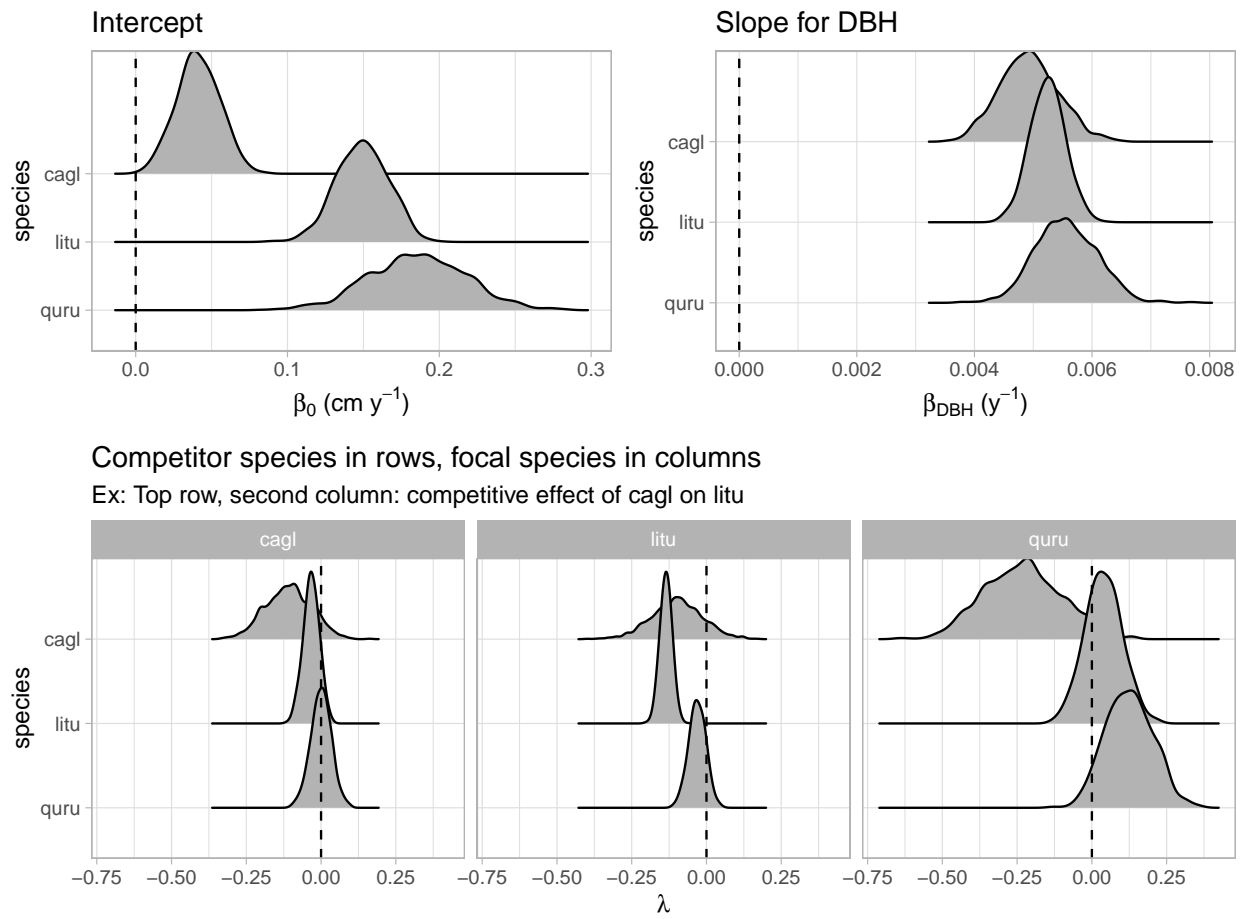 Intercept
species
cagl
litu
quru
0.0 0.1 0.2 0.3
β₀ (cm y⁻¹)
Slope for DBH
species
cagl
litu
quru
0.000 0.002 0.004 0.006 0.008
β_DBH (y⁻¹)
Competitor species in rows, focal species in columns
Ex: Top row, second column: competitive effect of cagl on litu
cagl litu quru
species
cagl
litu
quru
−0.75 −0.50 −0.25 0.00 0.25 −0.75 −0.50 −0.25 0.00 0.25 −0.75 −0.50 −0.25 0.00 0.25
λ